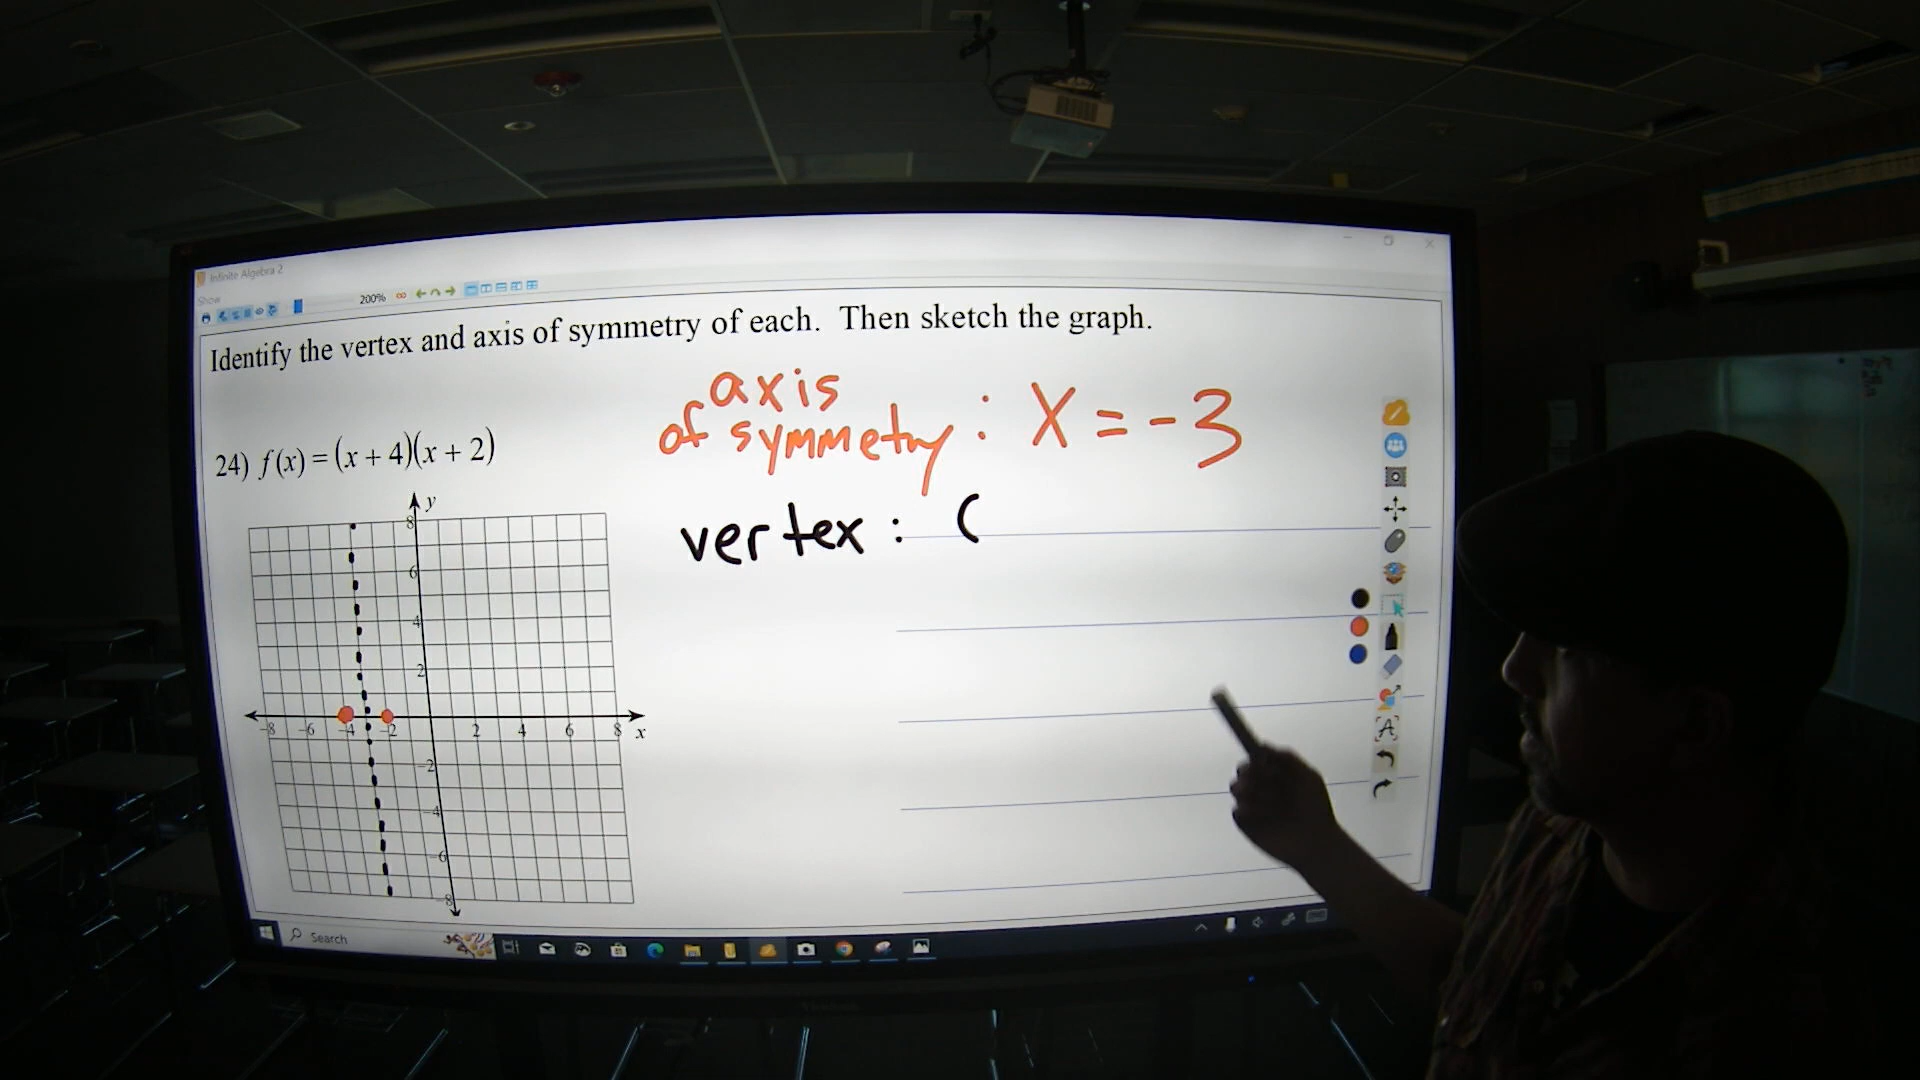 Infinite Algebra 2
Show
200%
Identify the vertex and axis of symmetry of each. Then sketch the graph.
axis
of symmetry : X = -3
24) f(x) = (x + 4)(x + 2)
vertex : (
y
8
6
4
2
-8 -6 -4 -2 2 4 6 8 x
-2
-4
-6
-8
Search